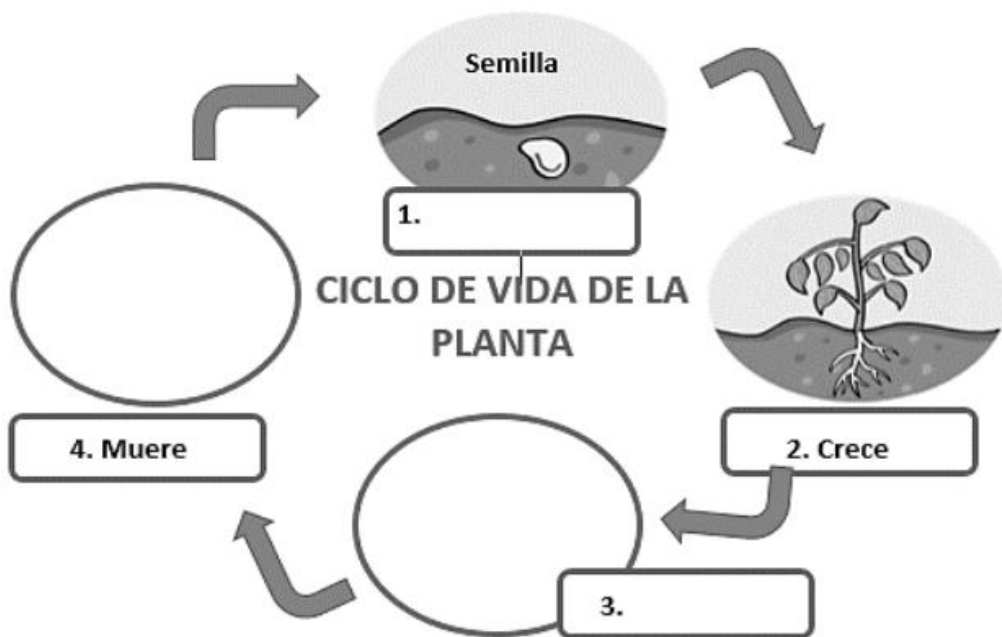 Semilla
1.
CICLO DE VIDA DE LA
PLANTA
2. Crece
3.
4. Muere